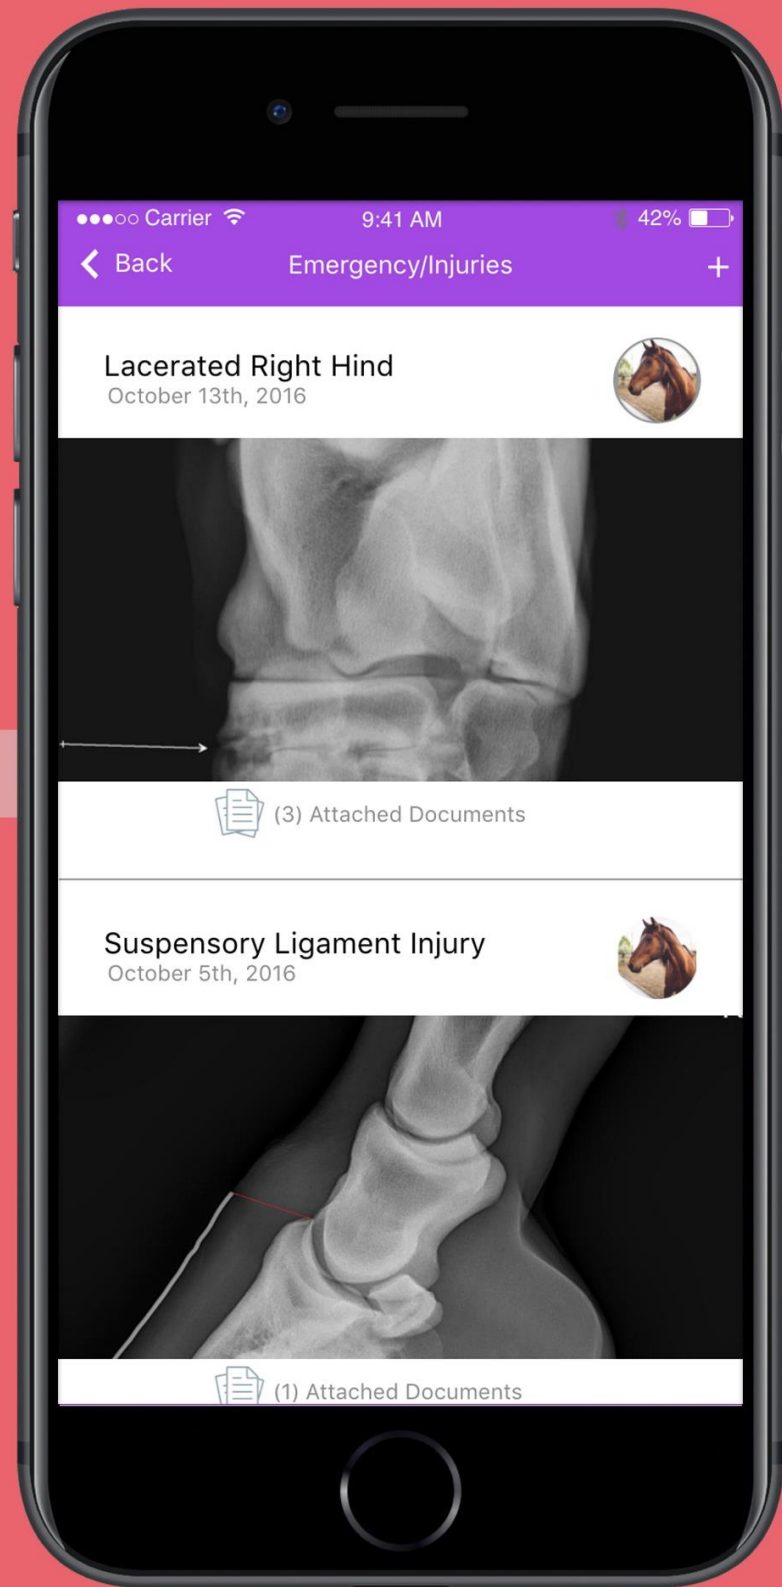 Carrier 9:41 AM 42%
Back Emergency/Injuries +
Lacerated Right Hind
October 13th, 2016
(3) Attached Documents
Suspensory Ligament Injury
October 5th, 2016
(1) Attached Documents